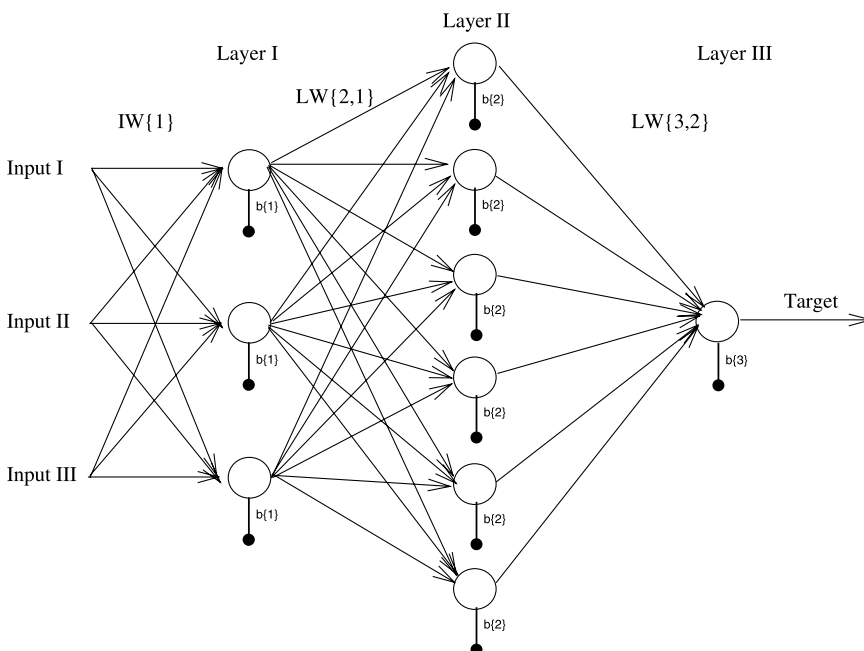 Layer II
Layer I
Layer III
LW{2,1}
b{2}
IW{1}
LW{3,2}
Input I
b{1}
b{2}
b{2}
Target
Input II
b{1}
b{3}
b{2}
Input III
b{1}
b{2}
b{2}